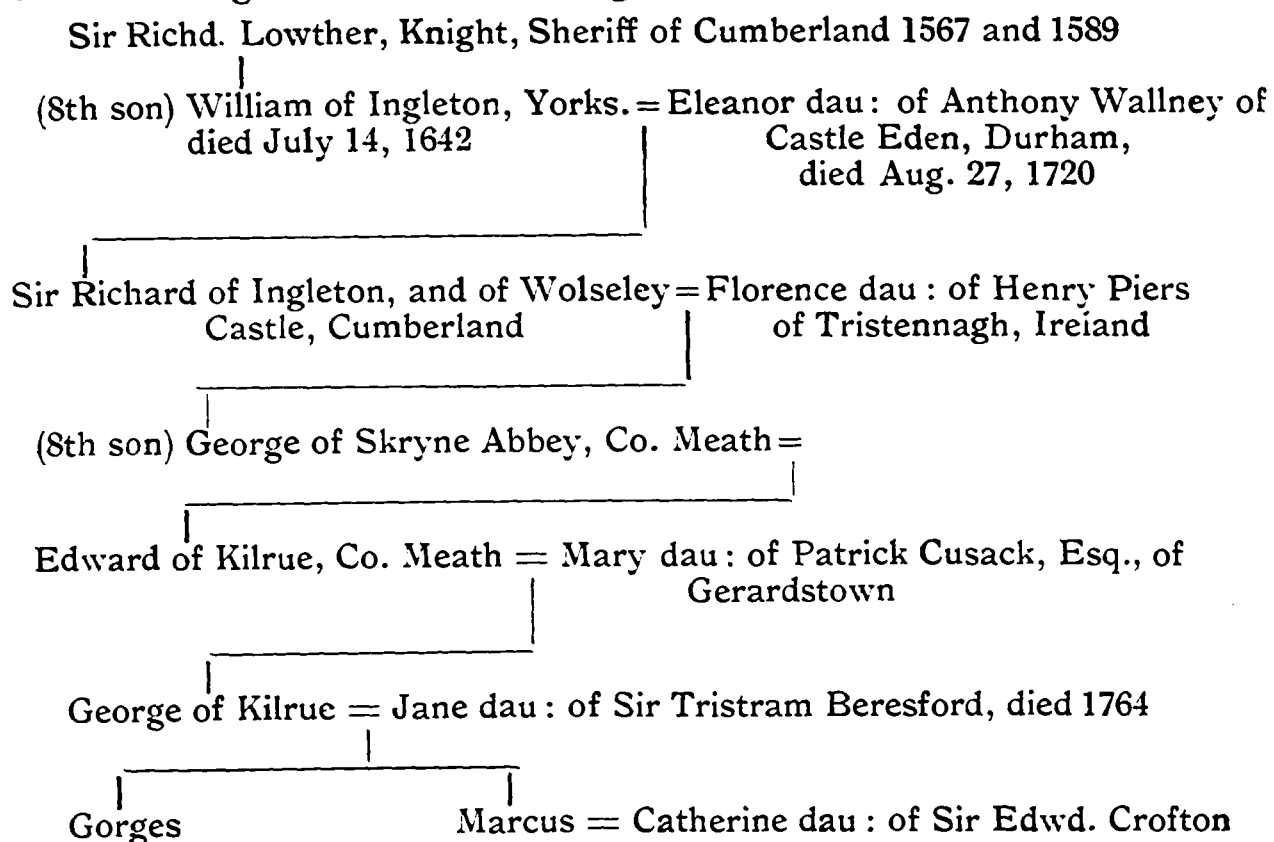 Sir Richd. Lowther, Knight, Sheriff of Cumberland 1567 and 1589
(8th son) William of Ingleton, Yorks. = Eleanor dau : of Anthony Wallney of
died July 14, 1642
Castle Eden, Durham,
died Aug. 27, 1720
Sir Richard of Ingleton, and of Wolseley = Florence dau : of Henry Piers
Castle, Cumberland
of Tristennagh, Ireiand
(8th son) George of Skryne Abbey, Co. Meath =
Edward of Kilrue, Co. Meath = Mary dau : of Patrick Cusack, Esq., of
Gerardstown
George of Kilrue = Jane dau : of Sir Tristram Beresford, died 1764
Gorges
Marcus = Catherine dau : of Sir Edwd. Crofton